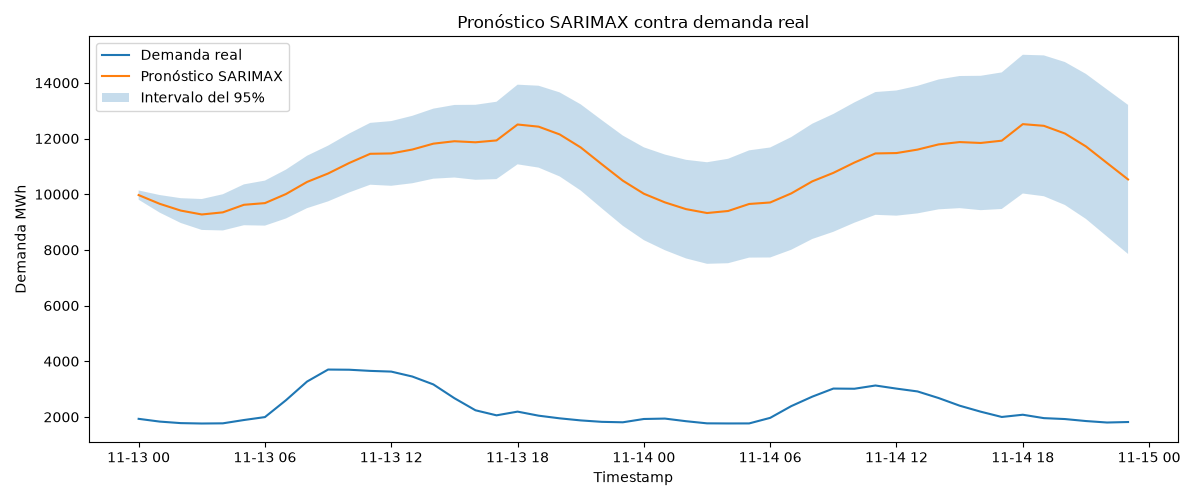 Pronóstico SARIMAX contra demanda real
Demanda real
Pronóstico SARIMAX
Intervalo del 95%
Demanda MWh
14000
12000
10000
8000
6000
4000
2000
11-13 00
11-13 06
11-13 12
11-13 18
11-14 00
11-14 06
11-14 12
11-14 18
11-15 00
Timestamp